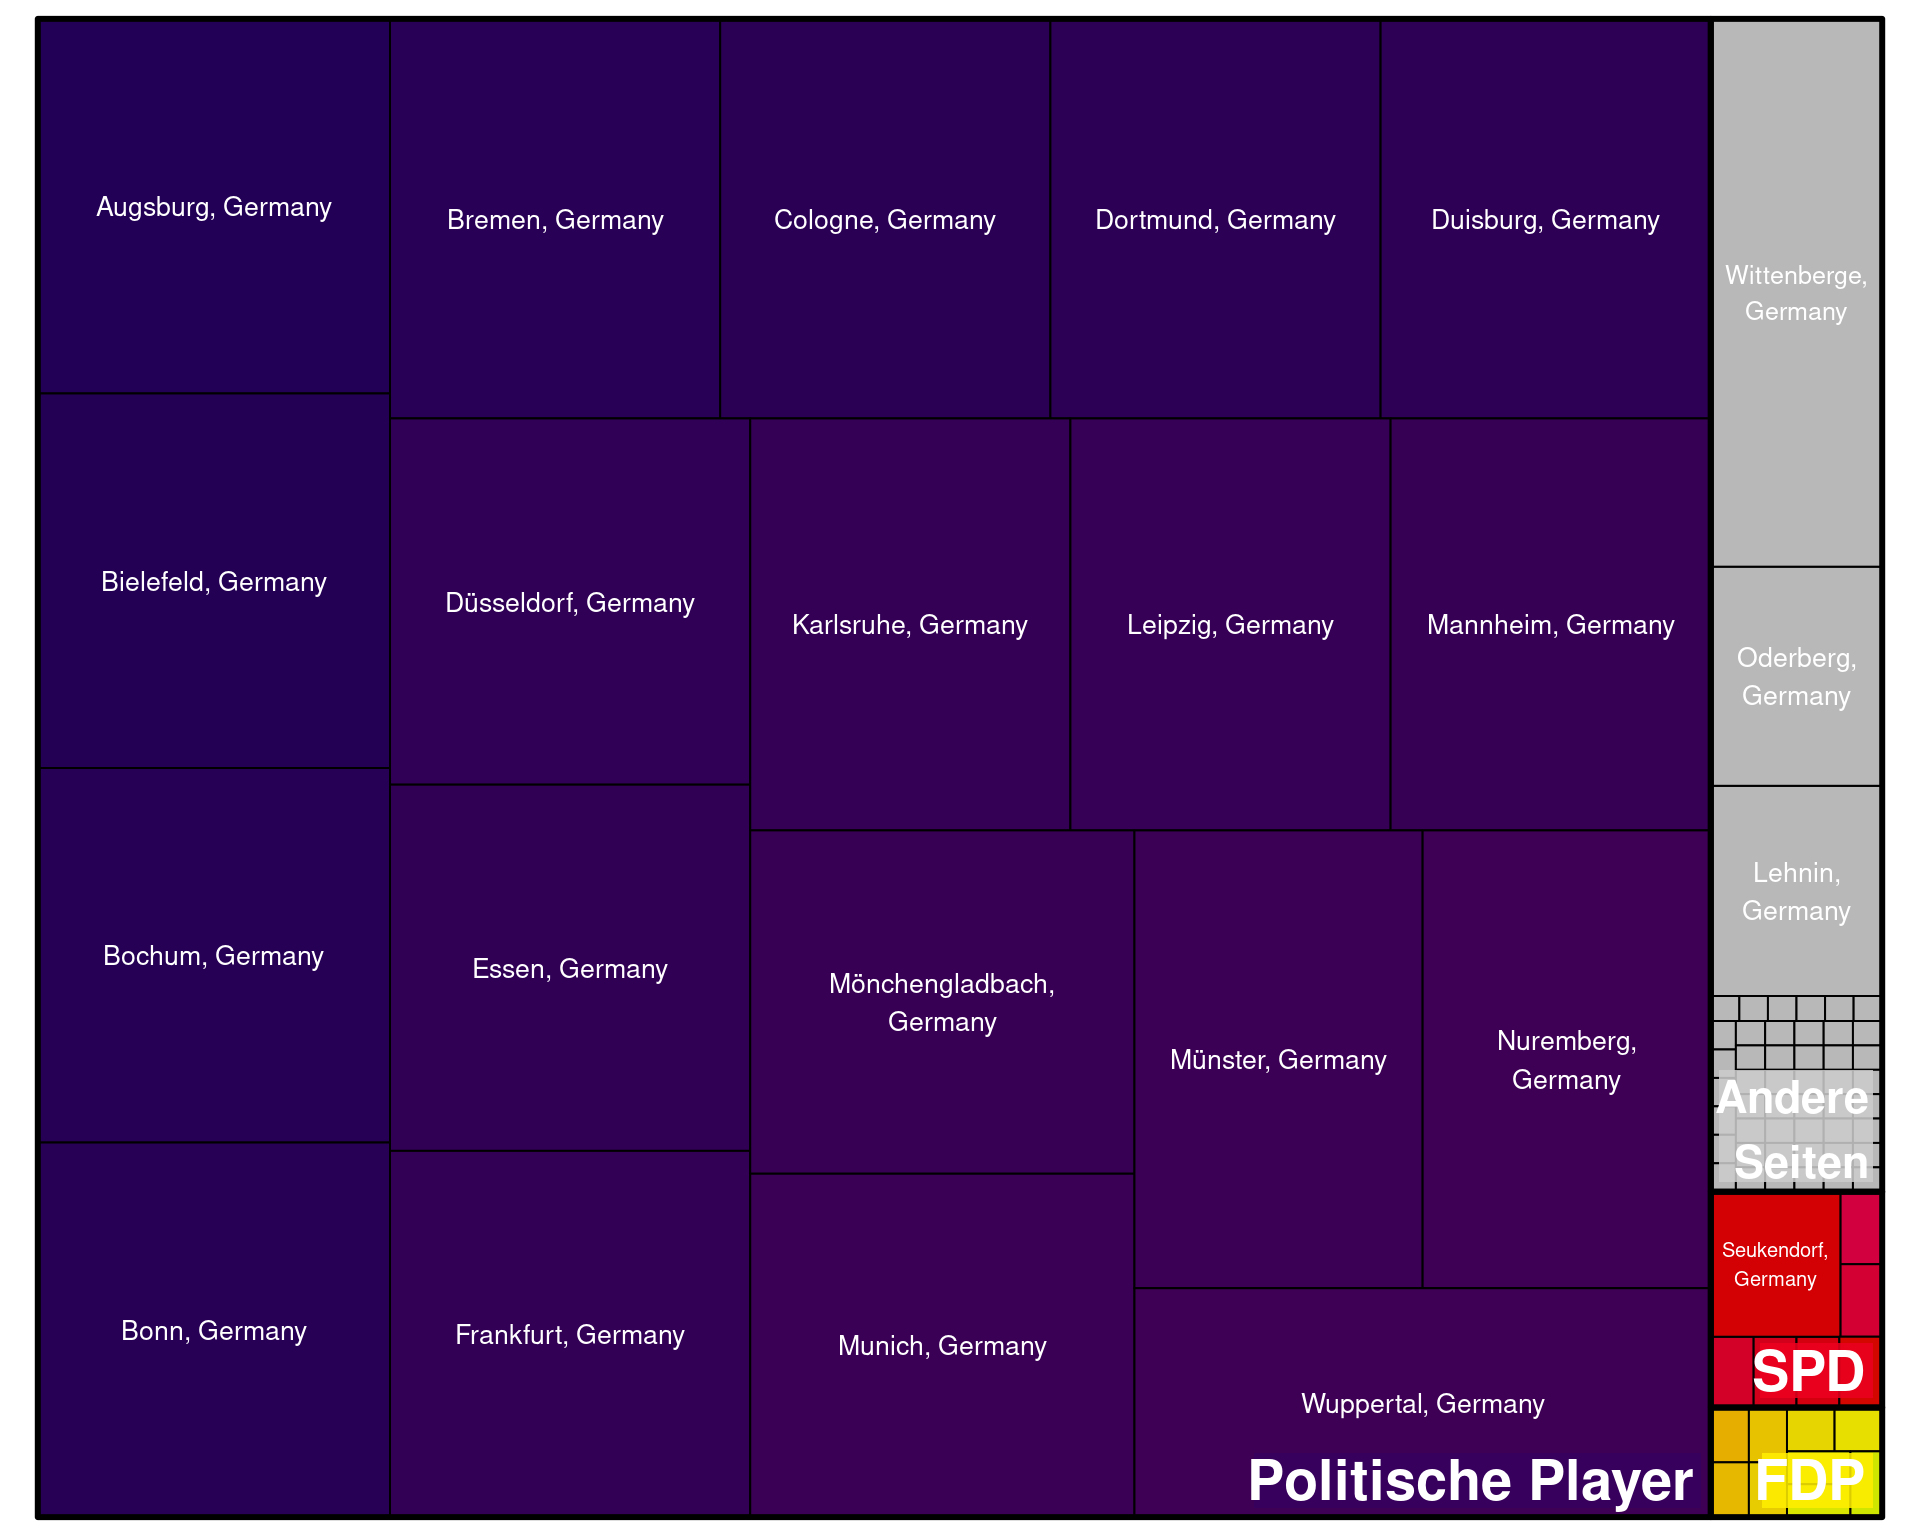 Augsburg, Germany
Bremen, Germany
Cologne, Germany
Dortmund, Germany
Duisburg, Germany
Wittenberge,
Germany
Bielefeld, Germany
Düsseldorf, Germany
Karlsruhe, Germany
Leipzig, Germany
Mannheim, Germany
Oderberg,
Germany
Bochum, Germany
Essen, Germany
Mönchengladbach,
Germany
Münster, Germany
Nuremberg,
Germany
Lehnin,
Germany
Andere
Seiten
Bonn, Germany
Frankfurt, Germany
Munich, Germany
Wuppertal, Germany
Politische Player
Seukendorf,
Germany
SPD
FDP